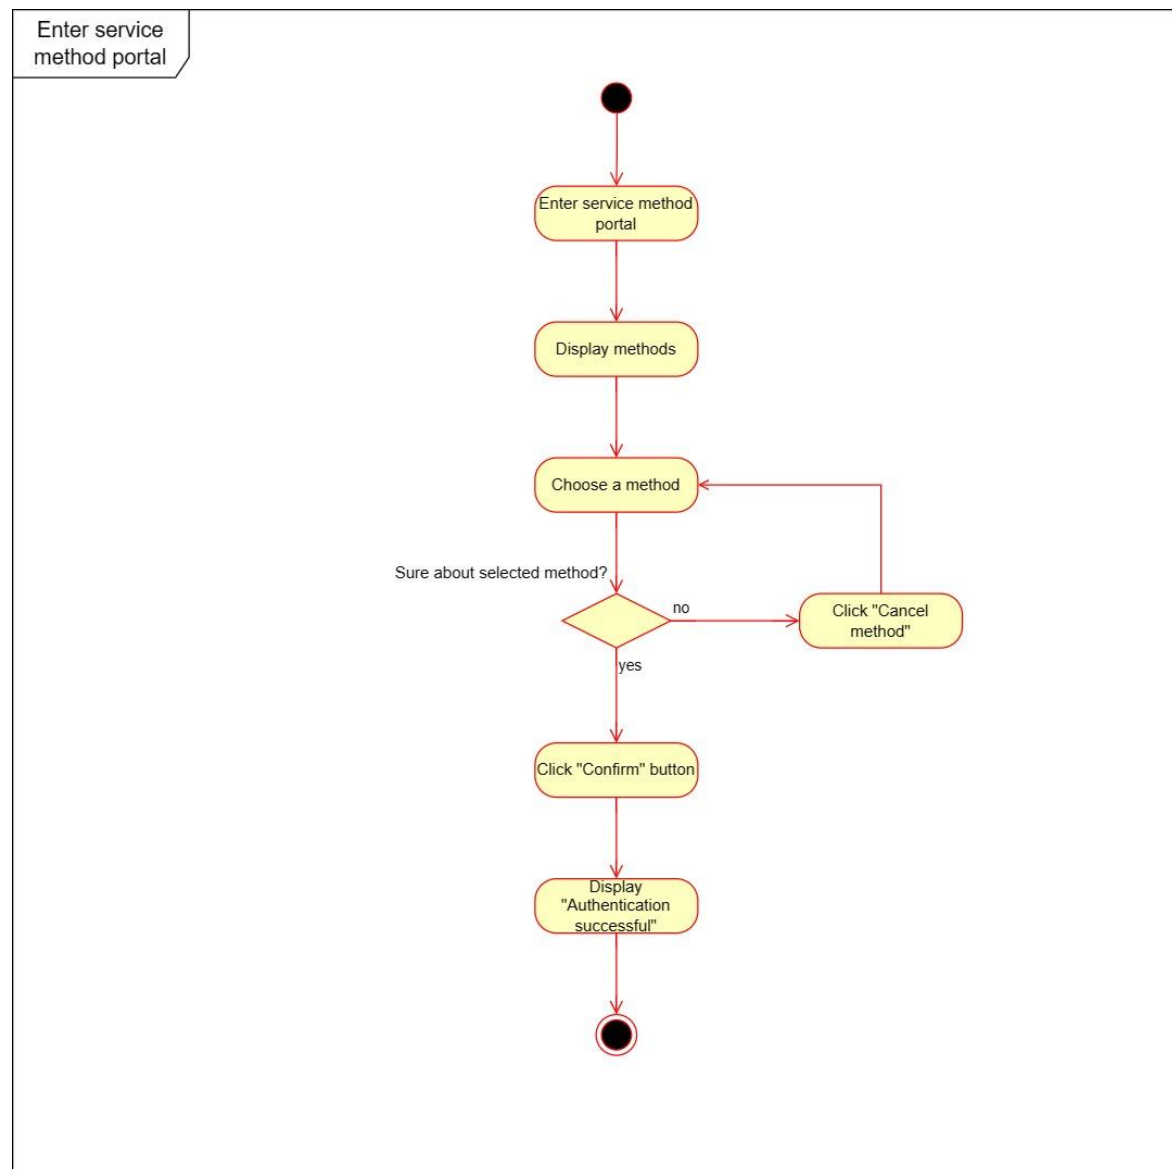 Enter service
method portal
Enter service method
portal
Display methods
Choose a method
Sure about selected method?
no
Click "Cancel
method"
yes
Click "Confirm" button
Display
"Authentication
successful"